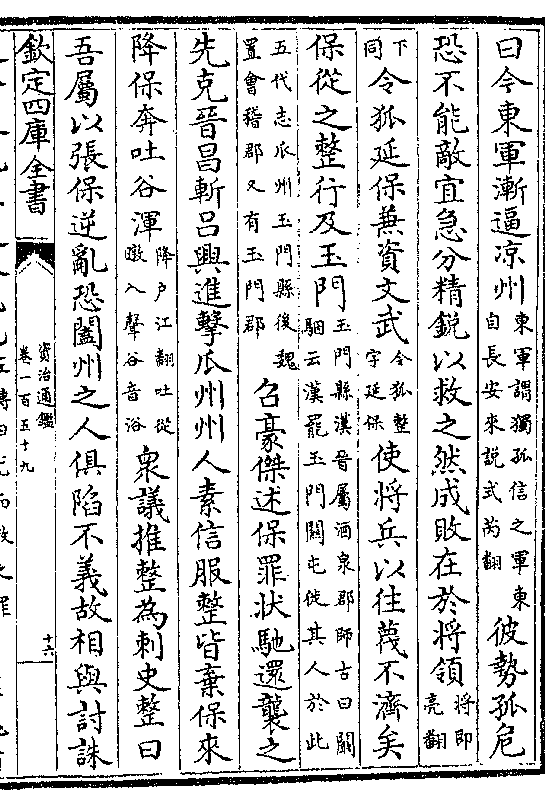 曰今東軍漸逼凉州東軍謂獨孤信之軍東自長安來説式芮翻彼勢孤危
恐不能敵宜急分精鋭以救之然成敗在於將領將即亮翻
下同令狐延保兼資文武令狐整字延保使將兵以往蔑不濟矣
保從之整行及玉門玉門縣漢晉屬酒泉郡師古曰闞駰云漢罷玉門關屯徙其人於此
五代志瓜州玉門縣後魏置會稽郡又有玉門郡召豪傑述保罪狀馳還襲之
先克晉昌斬吕興進擊瓜州州人素信服整皆棄保來
降保奔吐谷渾降户江翻吐從暾入聲谷音浴衆議推整為刺史整曰
吾屬以張保逆亂恐闔州之人俱陷不義故相與討誅
欽定四庫全書
資治通鑑
卷一百五十九
十六